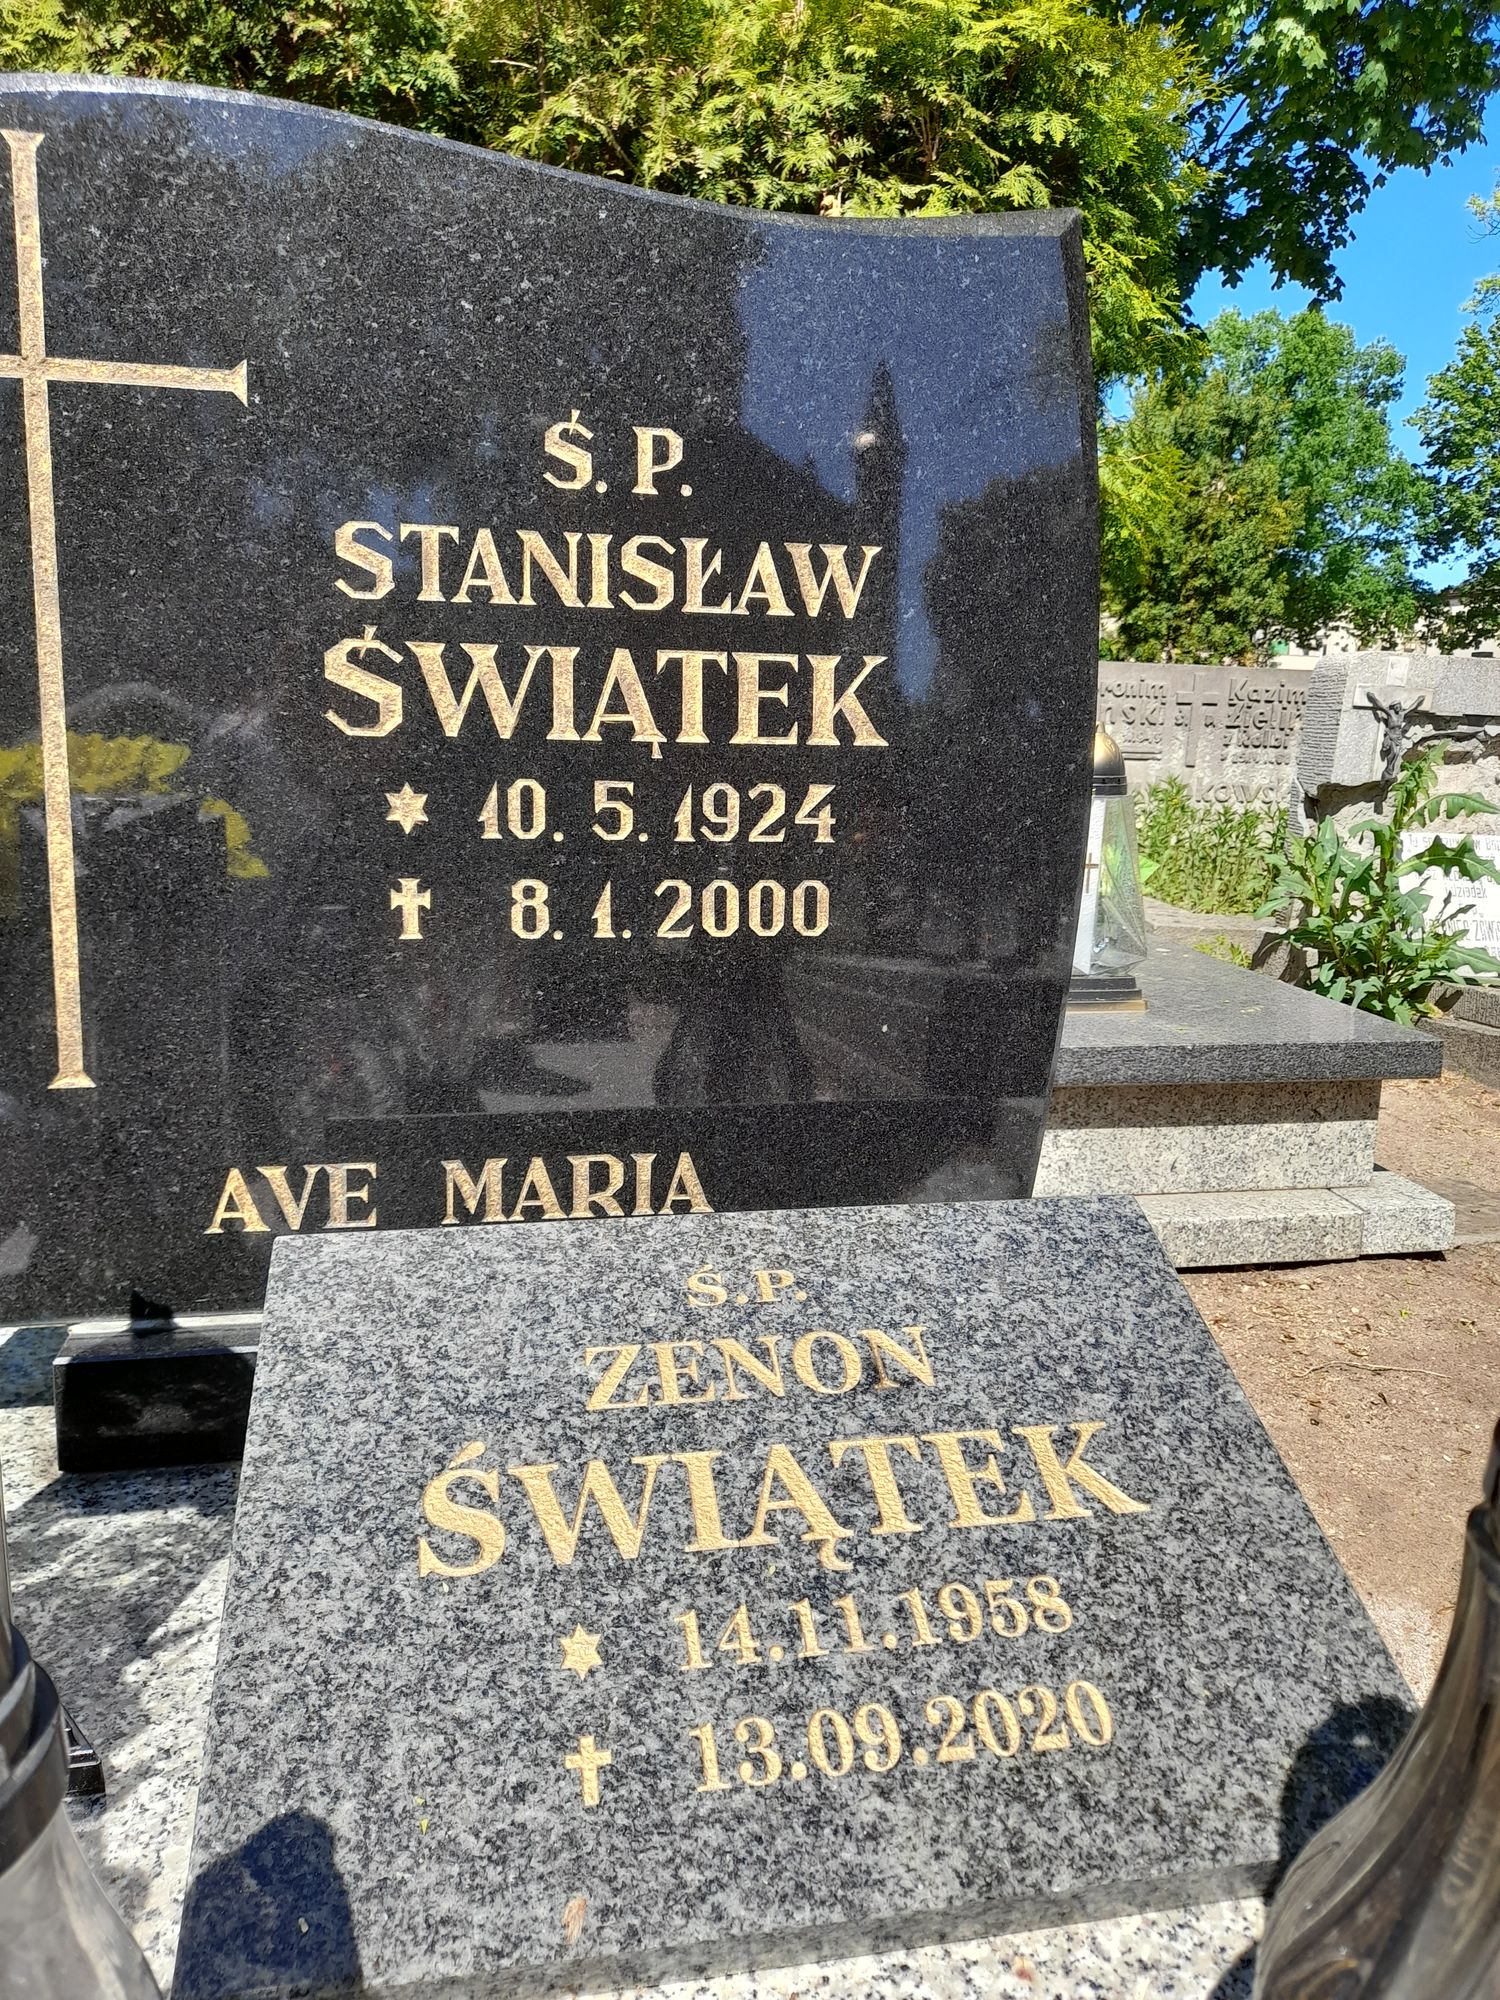 Ś. P.
STANISŁAW
ŚWIĄTEK
10. 5. 1924
8. 1. 2000
AVE MARIA
Ś.P.
ZENON
ŚWIĄTEK
14.11.1958
13.09.2020